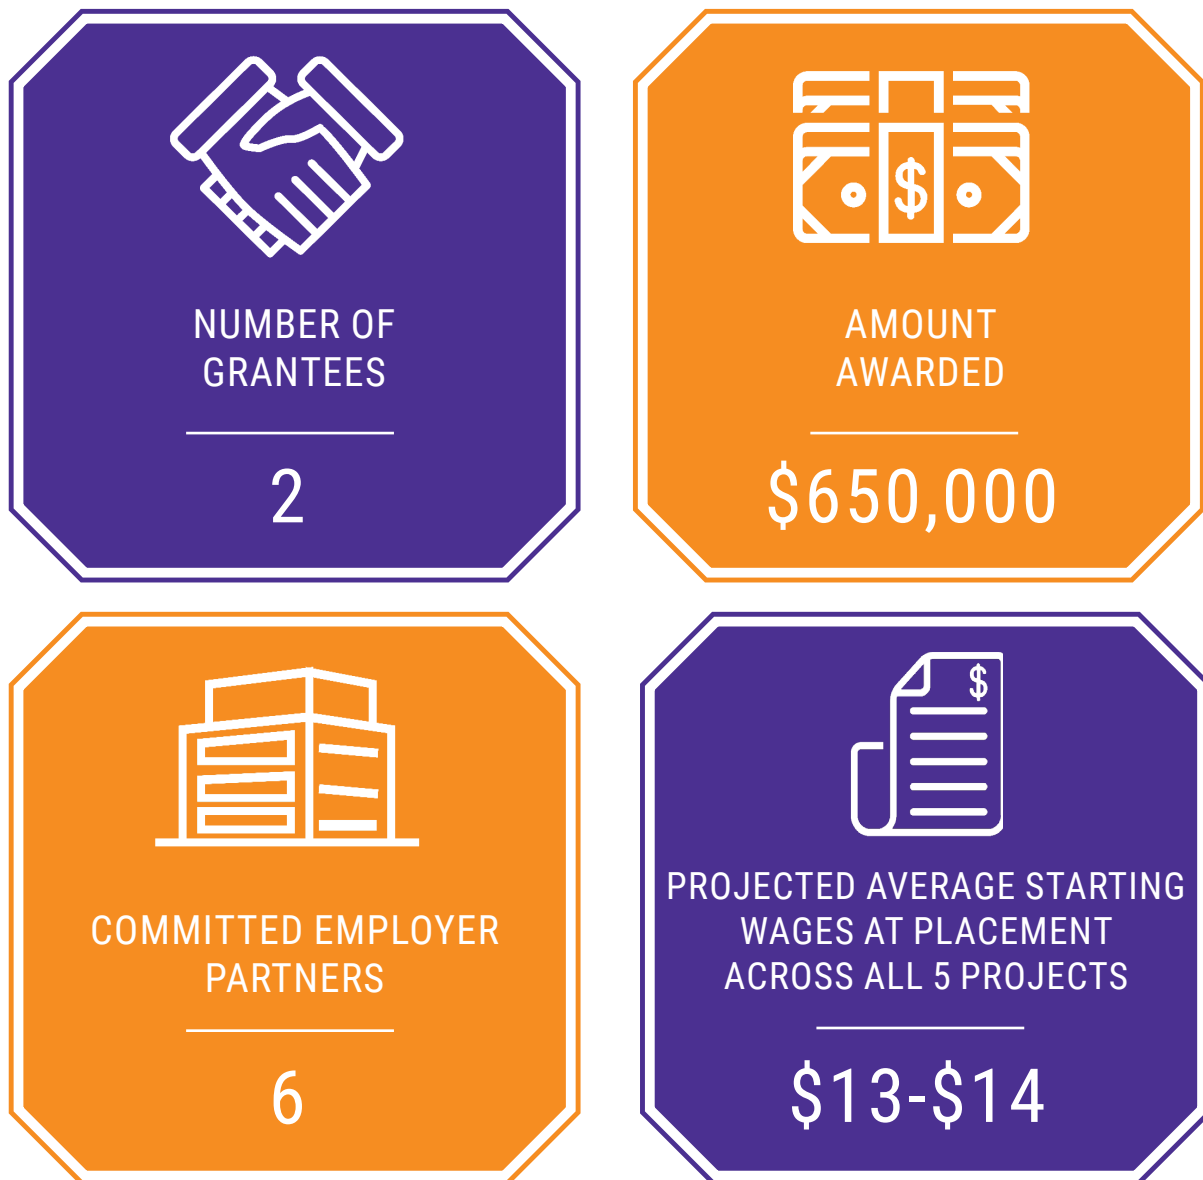 NUMBER OF
GRANTEES
2
$
AMOUNT
AWARDED
$650,000
COMMITTED EMPLOYER
PARTNERS
6
$
PROJECTED AVERAGE STARTING
WAGES AT PLACEMENT
ACROSS ALL 5 PROJECTS
$13-$14